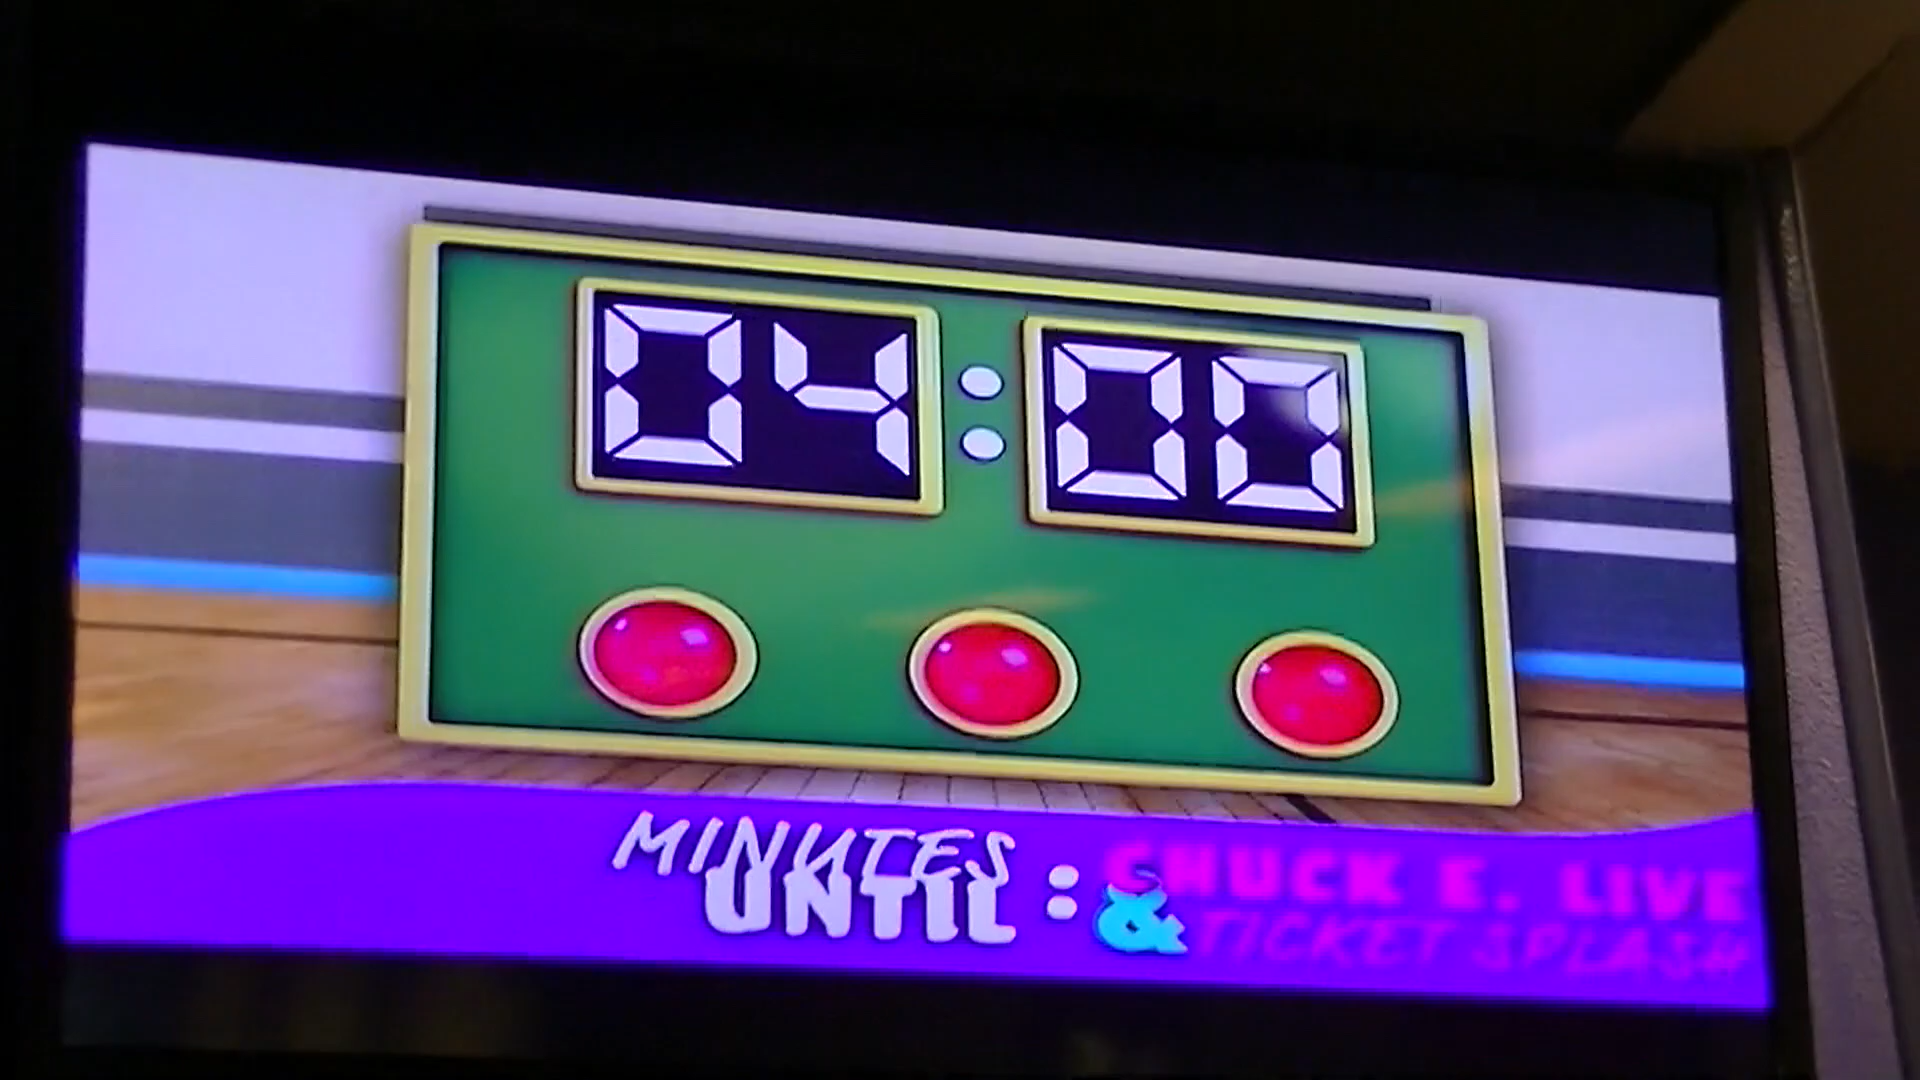 04:00
MINUTES
UNTIL :
CHUCK E. LIVE
& TICKET SPLASH